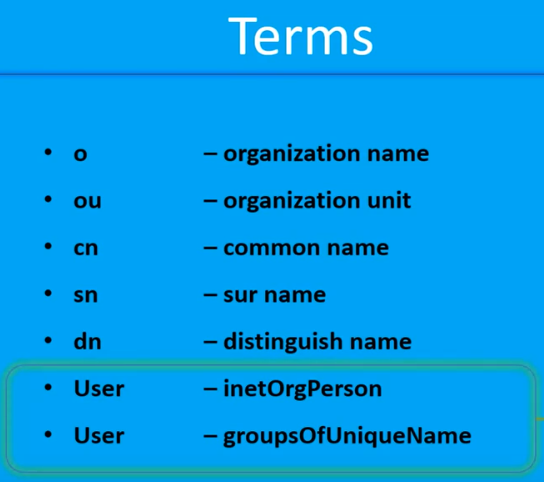 Terms
• o – organization name
• ou – organization unit
• cn – common name
• sn – sur name
• dn – distinguish name
• User – inetOrgPerson
• User – groupsOfUniqueName